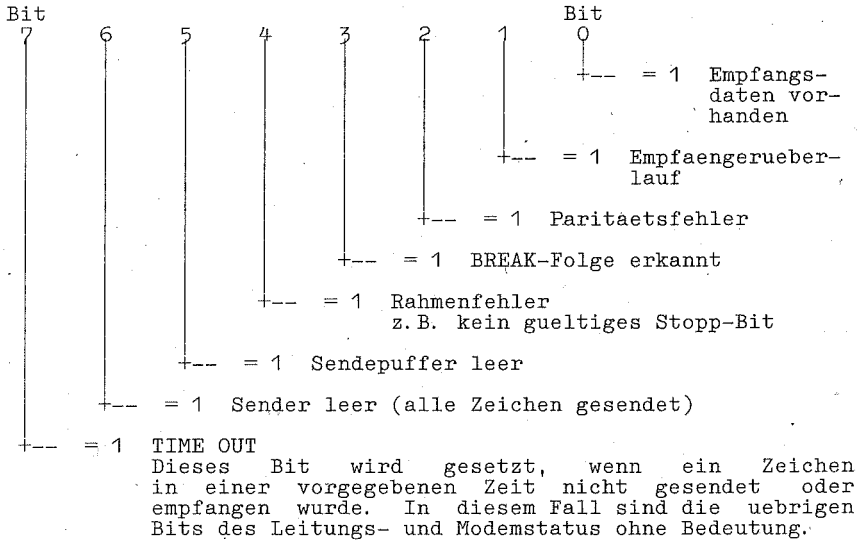 Bit Bit
7 6 5 4 3 2 1 0
+-- = 1 Empfangs-
daten vor-
handen
+-- = 1 Empfaengerueber-
lauf
+-- = 1 Paritaetsfehler
+-- = 1 BREAK-Folge erkannt
+-- = 1 Rahmenfehler
z.B. kein gueltiges Stopp-Bit
+-- = 1 Sendepuffer leer
+-- = 1 Sender leer (alle Zeichen gesendet)
+-- = 1 TIME OUT
Dieses Bit wird gesetzt, wenn ein Zeichen
in einer vorgegebenen Zeit nicht gesendet oder
empfangen wurde. In diesem Fall sind die uebrigen
Bits des Leitungs- und Modemstatus ohne Bedeutung.